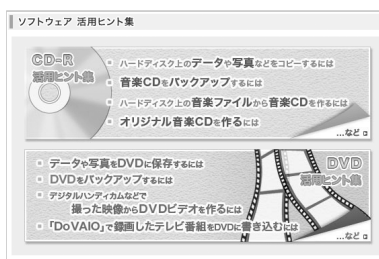 ソフトウェア 活用ヒント集
CD-R
活用ヒント集
ハードディスク上のデータや写真などをコピーするには
音楽CDをバックアップするには
ハードディスク上の音楽ファイルから音楽CDを作るには
オリジナル音楽CDを作るには
...など
データや写真をDVDに保存するには
DVDをバックアップするには
デジタルハンディカムなどで
撮った映像からDVDビデオを作るには
「DoVAIO」で録画したテレビ番組をDVDに書き込むには
DVD
活用ヒント集
...など